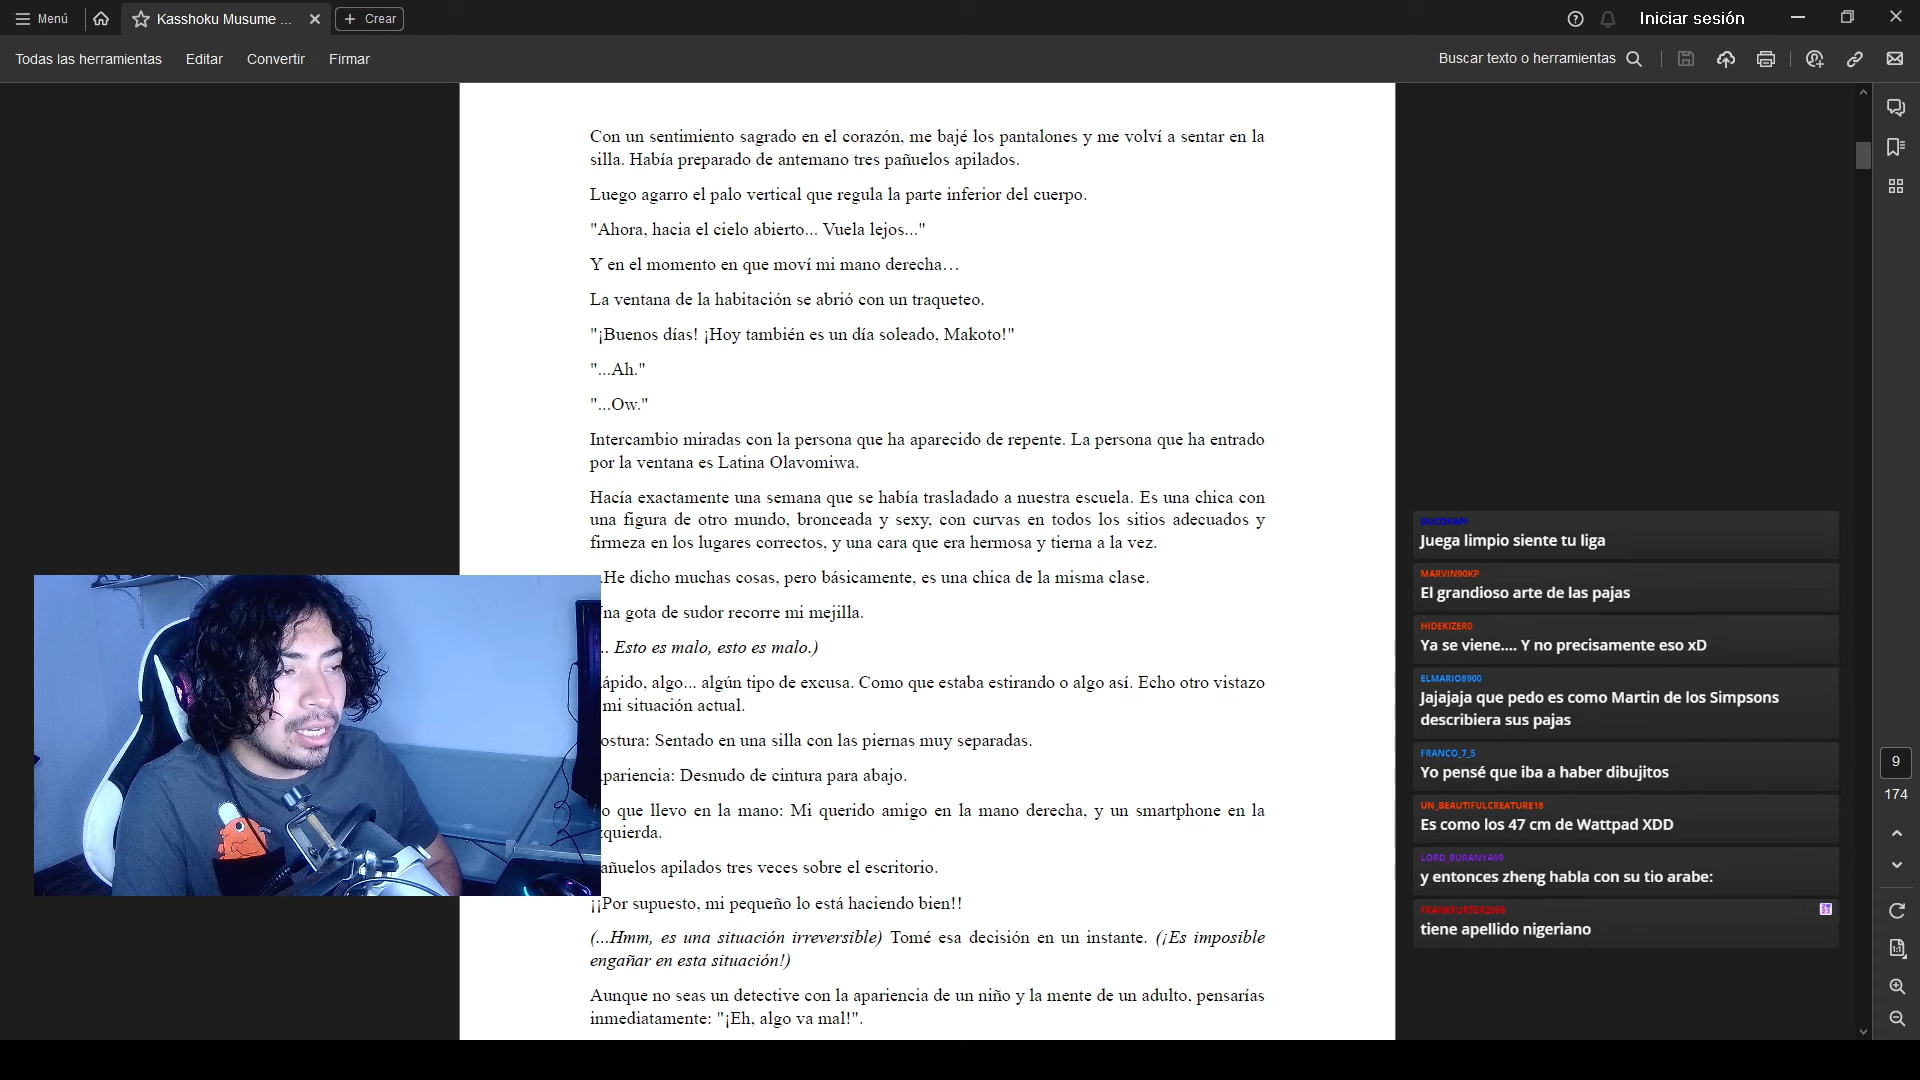 Menú
Kasshoku Musume ...
Crear
Iniciar sesión
Todas las herramientas
Editar
Convertir
Firmar
Buscar texto o herramientas
Con un sentimiento sagrado en el corazón, me bajé los pantalones y me volví a sentar en la
silla. Había preparado de antemano tres pañuelos apilados.
Luego agarro el palo vertical que regula la parte inferior del cuerpo.
"Ahora, hacia el cielo abierto... Vuela lejos..."
Y en el momento en que moví mi mano derecha…
La ventana de la habitación se abrió con un traqueteo.
"¡Buenos días! ¡Hoy también es un día soleado, Makoto!"
"...Ah."
"...Ow."
Intercambio miradas con la persona que ha aparecido de repente. La persona que ha entrado
por la ventana es Latina Olavomiwa.
Hacía exactamente una semana que se había trasladado a nuestra escuela. Es una chica con
una figura de otro mundo, bronceada y sexy, con curvas en todos los sitios adecuados y
firmeza en los lugares correctos, y una cara que era hermosa y tierna a la vez.
.He dicho muchas cosas, pero básicamente, es una chica de la misma clase.
na gota de sudor recorre mi mejilla.
.. Esto es malo, esto es malo.)
ápido, algo... algún tipo de excusa. Como que estaba estirando o algo así. Echo otro vistazo
mi situación actual.
ostura: Sentado en una silla con las piernas muy separadas.
pariencia: Desnudo de cintura para abajo.
o que llevo en la mano: Mi querido amigo en la mano derecha, y un smartphone en la
quierda.
añuelos apilados tres veces sobre el escritorio.
¡¡Por supuesto, mi pequeño lo está haciendo bien!!
(...Hmm, es una situación irreversible) Tomé esa decisión en un instante. (¡Es imposible
engañar en esta situación!)
Aunque no seas un detective con la apariencia de un niño y la mente de un adulto, pensarías
inmediatamente: "¡Eh, algo va mal!".
Juega limpio siente tu liga
MARVIN90KP
El grandioso arte de las pajas
HIDEKIZER0
Ya se viene.... Y no precisamente eso xD
ELMARIO8900
Jajajaja que pedo es como Martin de los Simpsons
describiera sus pajas
FRANCO_7_5
Yo pensé que iba a haber dibujitos
UN_BEAUTIFULCREATURE18
Es como los 47 cm de Wattpad XDD
LORD_BURANYA69
y entonces zheng habla con su tio arabe:
FRANKFURTER2008
tiene apellido nigeriano
9
174